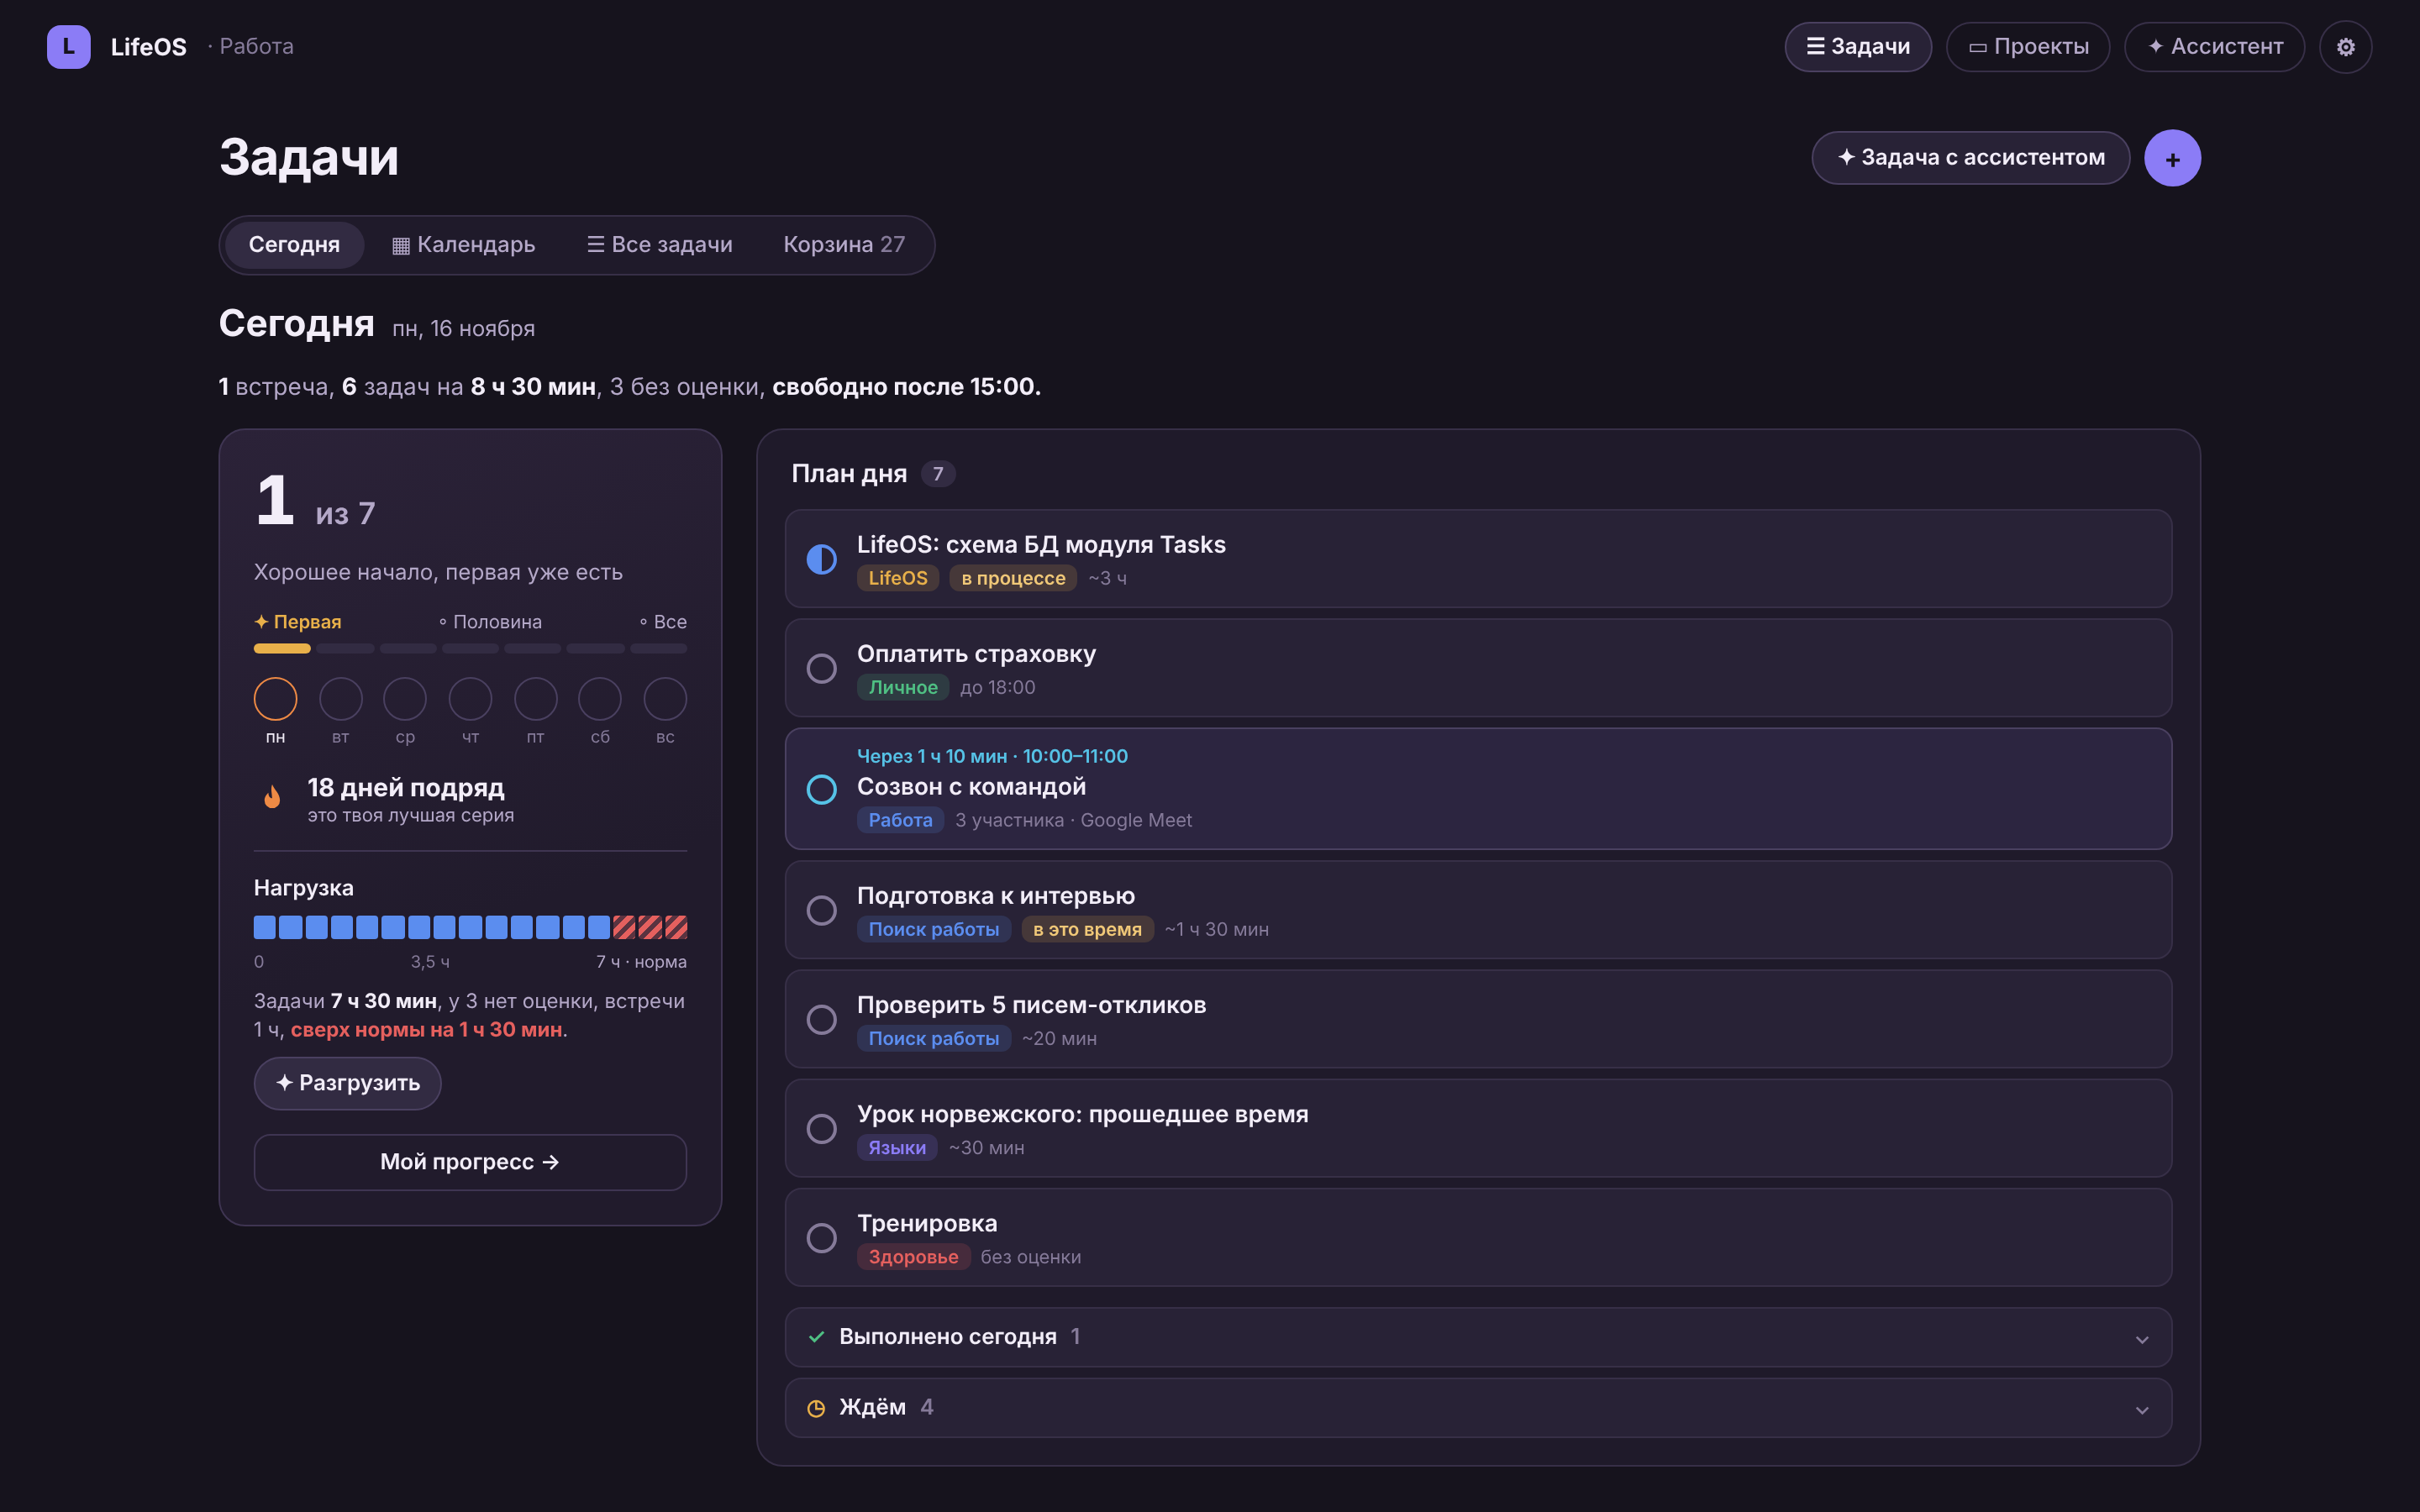 L LifeOS · Работа
☰ Задачи ▭ Проекты ✦ Ассистент ⚙
Задачи
✦ Задача с ассистентом +
Сегодня ▦ Календарь ☰ Все задачи Корзина 27
Сегодня пн, 16 ноября
1 встреча, 6 задач на 8 ч 30 мин, 3 без оценки, свободно после 15:00.
1 из 7
Хорошее начало, первая уже есть
✦ Первая ∘ Половина ∘ Все
пн вт ср чт пт сб вс
18 дней подряд
это твоя лучшая серия
Нагрузка
0 3,5 ч 7 ч · норма
Задачи 7 ч 30 мин, у 3 нет оценки, встречи
1 ч, сверх нормы на 1 ч 30 мин.
✦ Разгрузить
Мой прогресс →
План дня 7
LifeOS: схема БД модуля Tasks
LifeOS в процессе ~3 ч
Оплатить страховку
Личное до 18:00
Через 1 ч 10 мин · 10:00–11:00
Созвон с командой
Работа 3 участника · Google Meet
Подготовка к интервью
Поиск работы в это время ~1 ч 30 мин
Проверить 5 писем-откликов
Поиск работы ~20 мин
Урок норвежского: прошедшее время
Языки ~30 мин
Тренировка
Здоровье без оценки
✓ Выполнено сегодня 1
Ждём 4